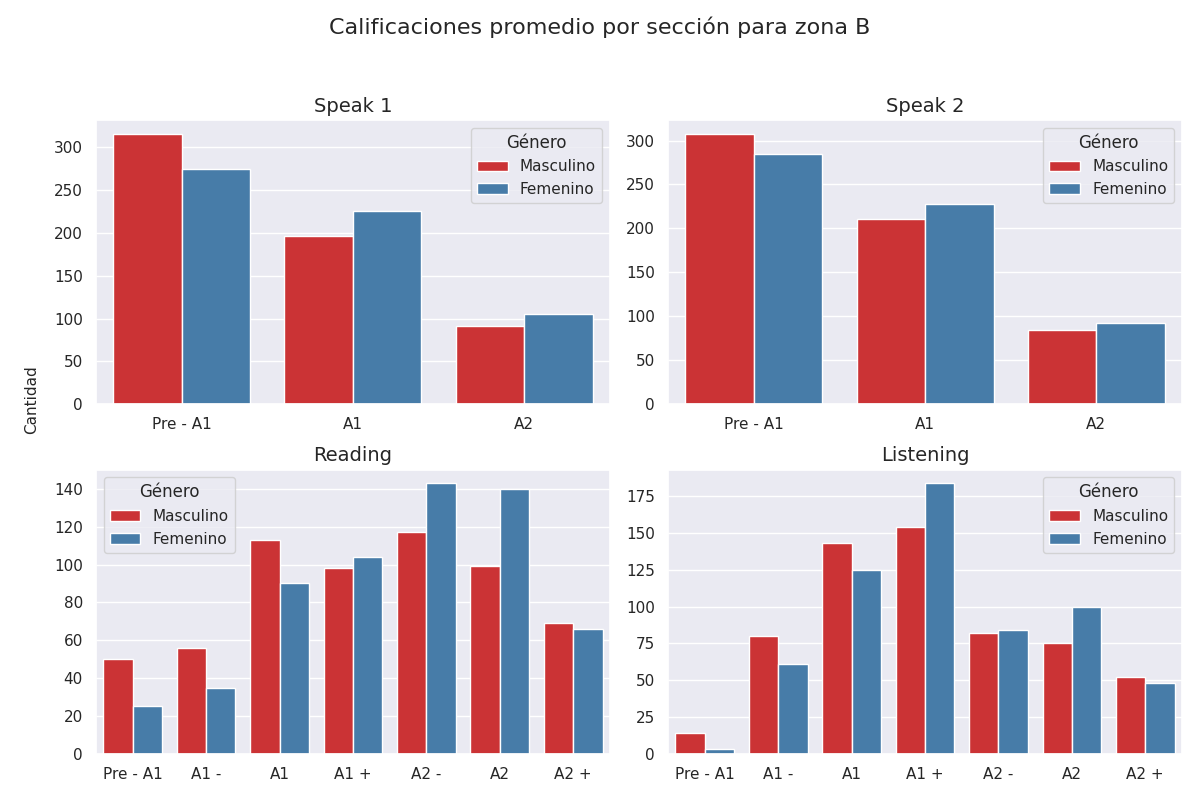 Calificaciones promedio por sección para zona B
Cantidad
Speak 1
300
250
200
150
100
50
0
Género
Masculino
Femenino
Pre - A1 A1 A2
Speak 2
300
250
200
150
100
50
0
Género
Masculino
Femenino
Pre - A1 A1 A2
Reading
140
120
100
80
60
40
20
0
Género
Masculino
Femenino
Pre - A1 A1 - A1 A1 + A2 - A2 A2 +
Listening
175
150
125
100
75
50
25
0
Género
Masculino
Femenino
Pre - A1 A1 - A1 A1 + A2 - A2 A2 +